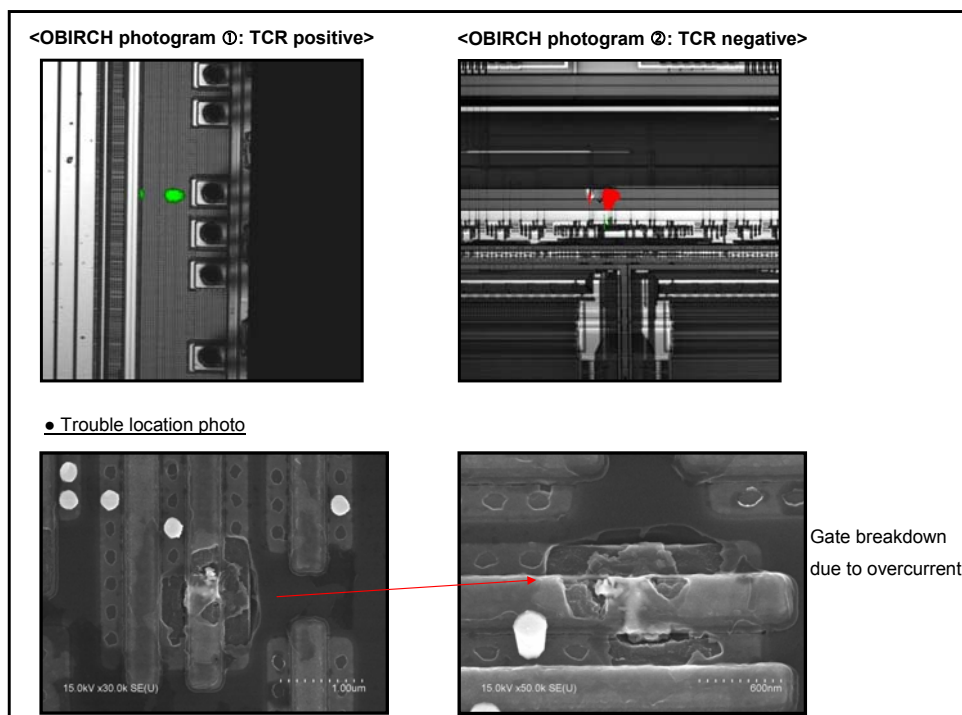 <OBIRCH photogram ①: TCR positive>
<OBIRCH photogram ②: TCR negative>
● Trouble location photo
Gate breakdown
due to overcurrent
15.0kV x30.0k SE(U)
1.00um
15.0kV x50.0k SE(U)
600nm